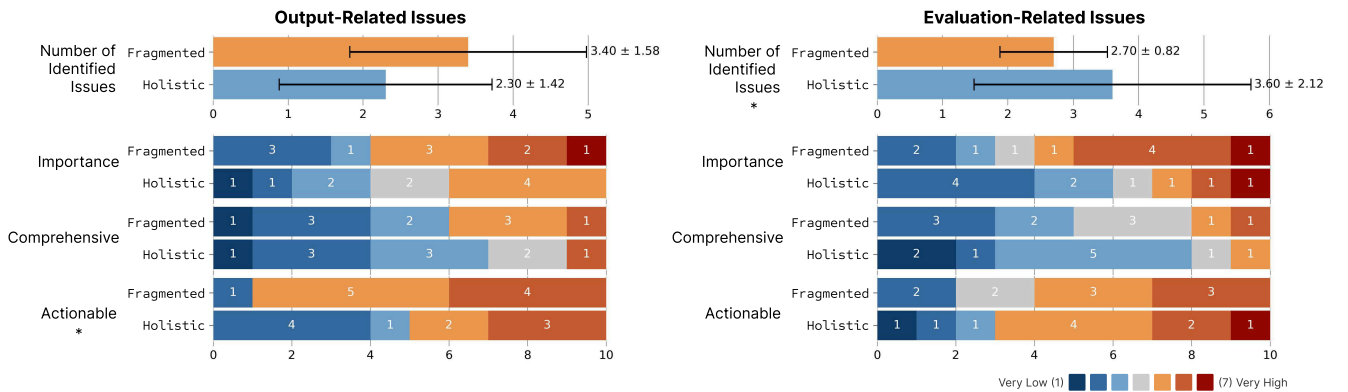 Output-Related Issues
Number of
Identified
Issues
Fragmented
3.40 ± 1.58
Holistic
2.30 ± 1.42
0 1 2 3 4 5
Importance
Fragmented
3 1 3 2 1
Holistic
1 1 2 2 4
Comprehensive
Fragmented
1 3 2 3 1
Holistic
1 3 3 2 1
Actionable
*
Fragmented
1 5 4
Holistic
4 1 2 3
0 2 4 6 8 10
Evaluation-Related Issues
Number of
Identified
Issues
*
Fragmented
2.70 ± 0.82
Holistic
3.60 ± 2.12
0 1 2 3 4 5 6
Importance
Fragmented
2 1 1 1 4 1
Holistic
4 2 1 1 1 1
Comprehensive
Fragmented
3 2 3 1 1
Holistic
2 1 5 1 1
Actionable
Fragmented
2 2 3 3
Holistic
1 1 1 4 2 1
0 2 4 6 8 10
Very Low (1) (7) Very High